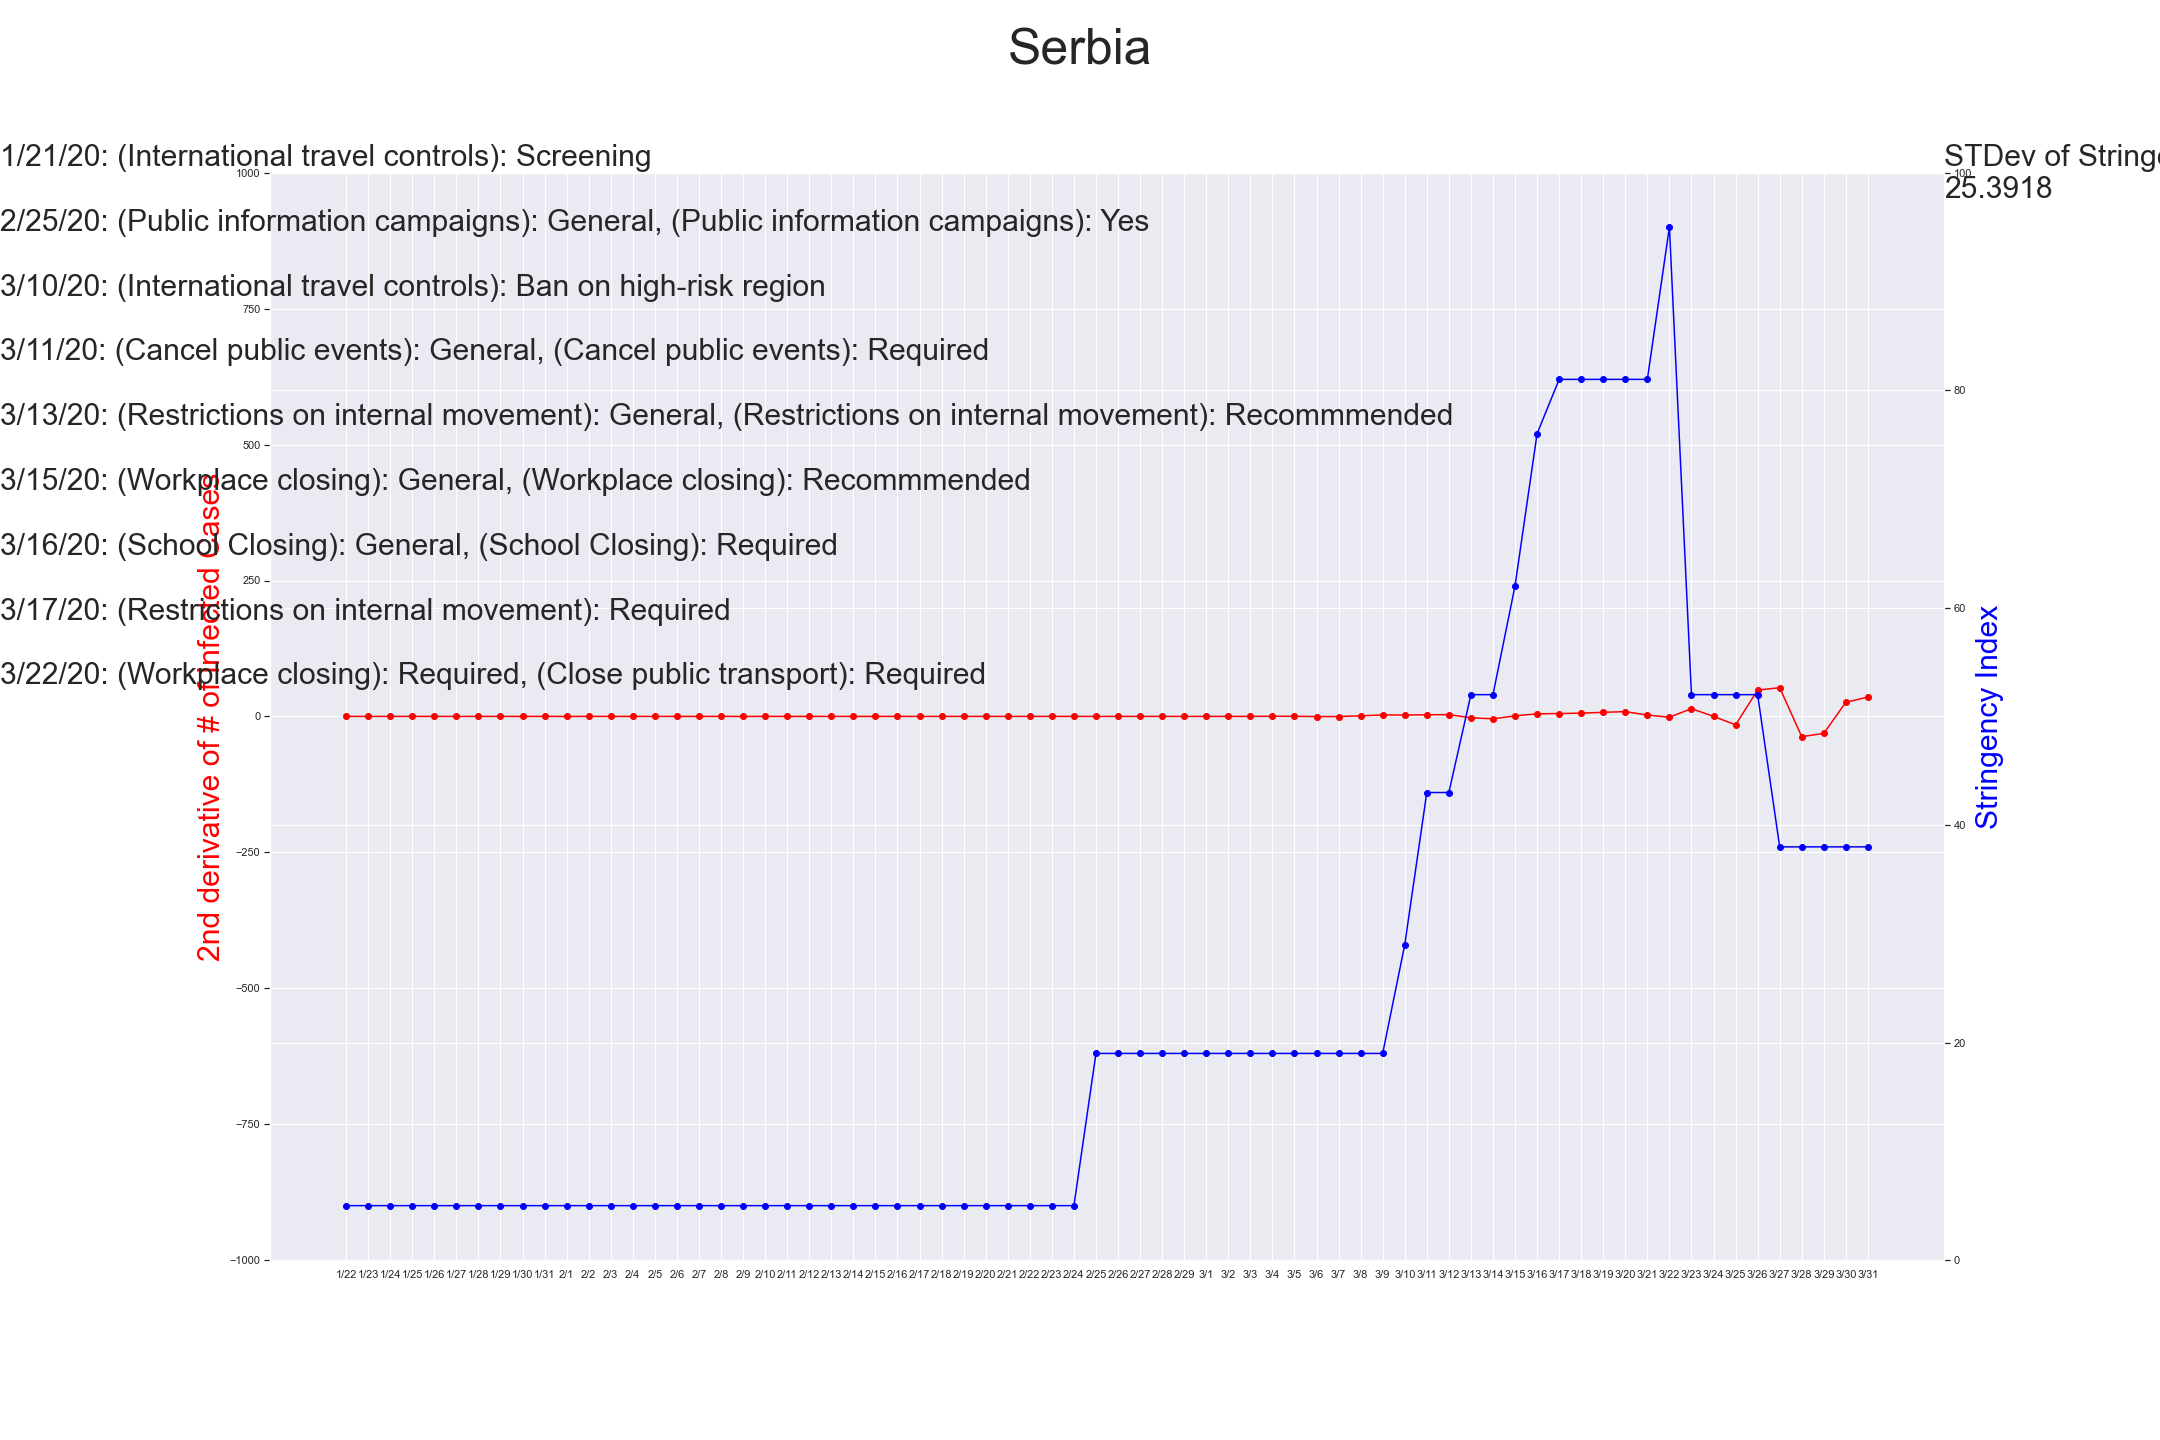 Serbia
1/21/20: (International travel controls): Screening
STDev of Stringe
25.3918
2/25/20: (Public information campaigns): General, (Public information campaigns): Yes
3/10/20: (International travel controls): Ban on high-risk region
3/11/20: (Cancel public events): General, (Cancel public events): Required
3/13/20: (Restrictions on internal movement): General, (Restrictions on internal movement): Recommmended
3/15/20: (Workplace closing): General, (Workplace closing): Recommmended
3/16/20: (School Closing): General, (School Closing): Required
3/17/20: (Restrictions on internal movement): Required
3/22/20: (Workplace closing): Required, (Close public transport): Required
2nd derivative of # of Infected Cases
1000
750
500
250
0
−250
−500
−750
−1000
Stringency Index
100
80
60
40
20
0
1/22 1/23 1/24 1/25 1/26 1/27 1/28 1/29 1/30 1/31 2/1 2/2 2/3 2/4 2/5 2/6 2/7 2/8 2/9 2/10 2/11 2/12 2/13 2/14 2/15 2/16 2/17 2/18 2/19 2/20 2/21 2/22 2/23 2/24 2/25 2/26 2/27 2/28 2/29 3/1 3/2 3/3 3/4 3/5 3/6 3/7 3/8 3/9 3/10 3/11 3/12 3/13 3/14 3/15 3/16 3/17 3/18 3/19 3/20 3/21 3/22 3/23 3/24 3/25 3/26 3/27 3/28 3/29 3/30 3/31